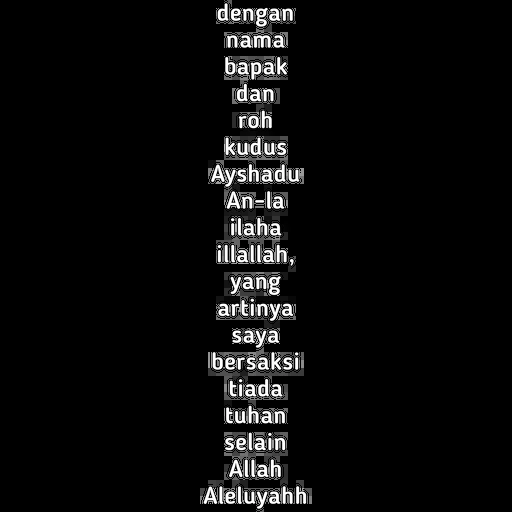 dengan
nama
bapak
dan
roh
kudus
Ayshadu
An-la
ilaha
illallah,
yang
artinya
saya
bersaksi
tiada
tuhan
selain
Allah
Aleluyahh